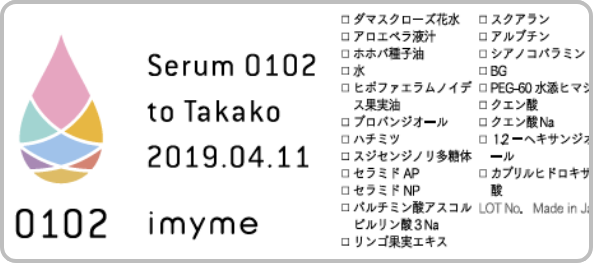 Serum 0102
to Takako
2019.04.11
0102
imyme
□ ダマスクローズ花水
□ アロエベラ液汁
□ ホホバ種子油
□ 水
□ ヒポファエラムノイデ
ス果実油
□ プロパンジオール
□ ハチミツ
□ スジセンジノリ多糖体
□ セラミド AP
□ セラミド NP
□ パルチミン酸アスコル
ビルリン酸3Na
□ リンゴ果実エキス
□ スクアラン
□ アルブチン
□ シアノコバラミン
□ BG
□ PEG-60 水添ヒマシ
□ クエン酸
□ クエン酸 Na
□ 1,2 ーヘキサンジオ
ール
□ カプリルヒドロキサ
酸
LOT No. Made in